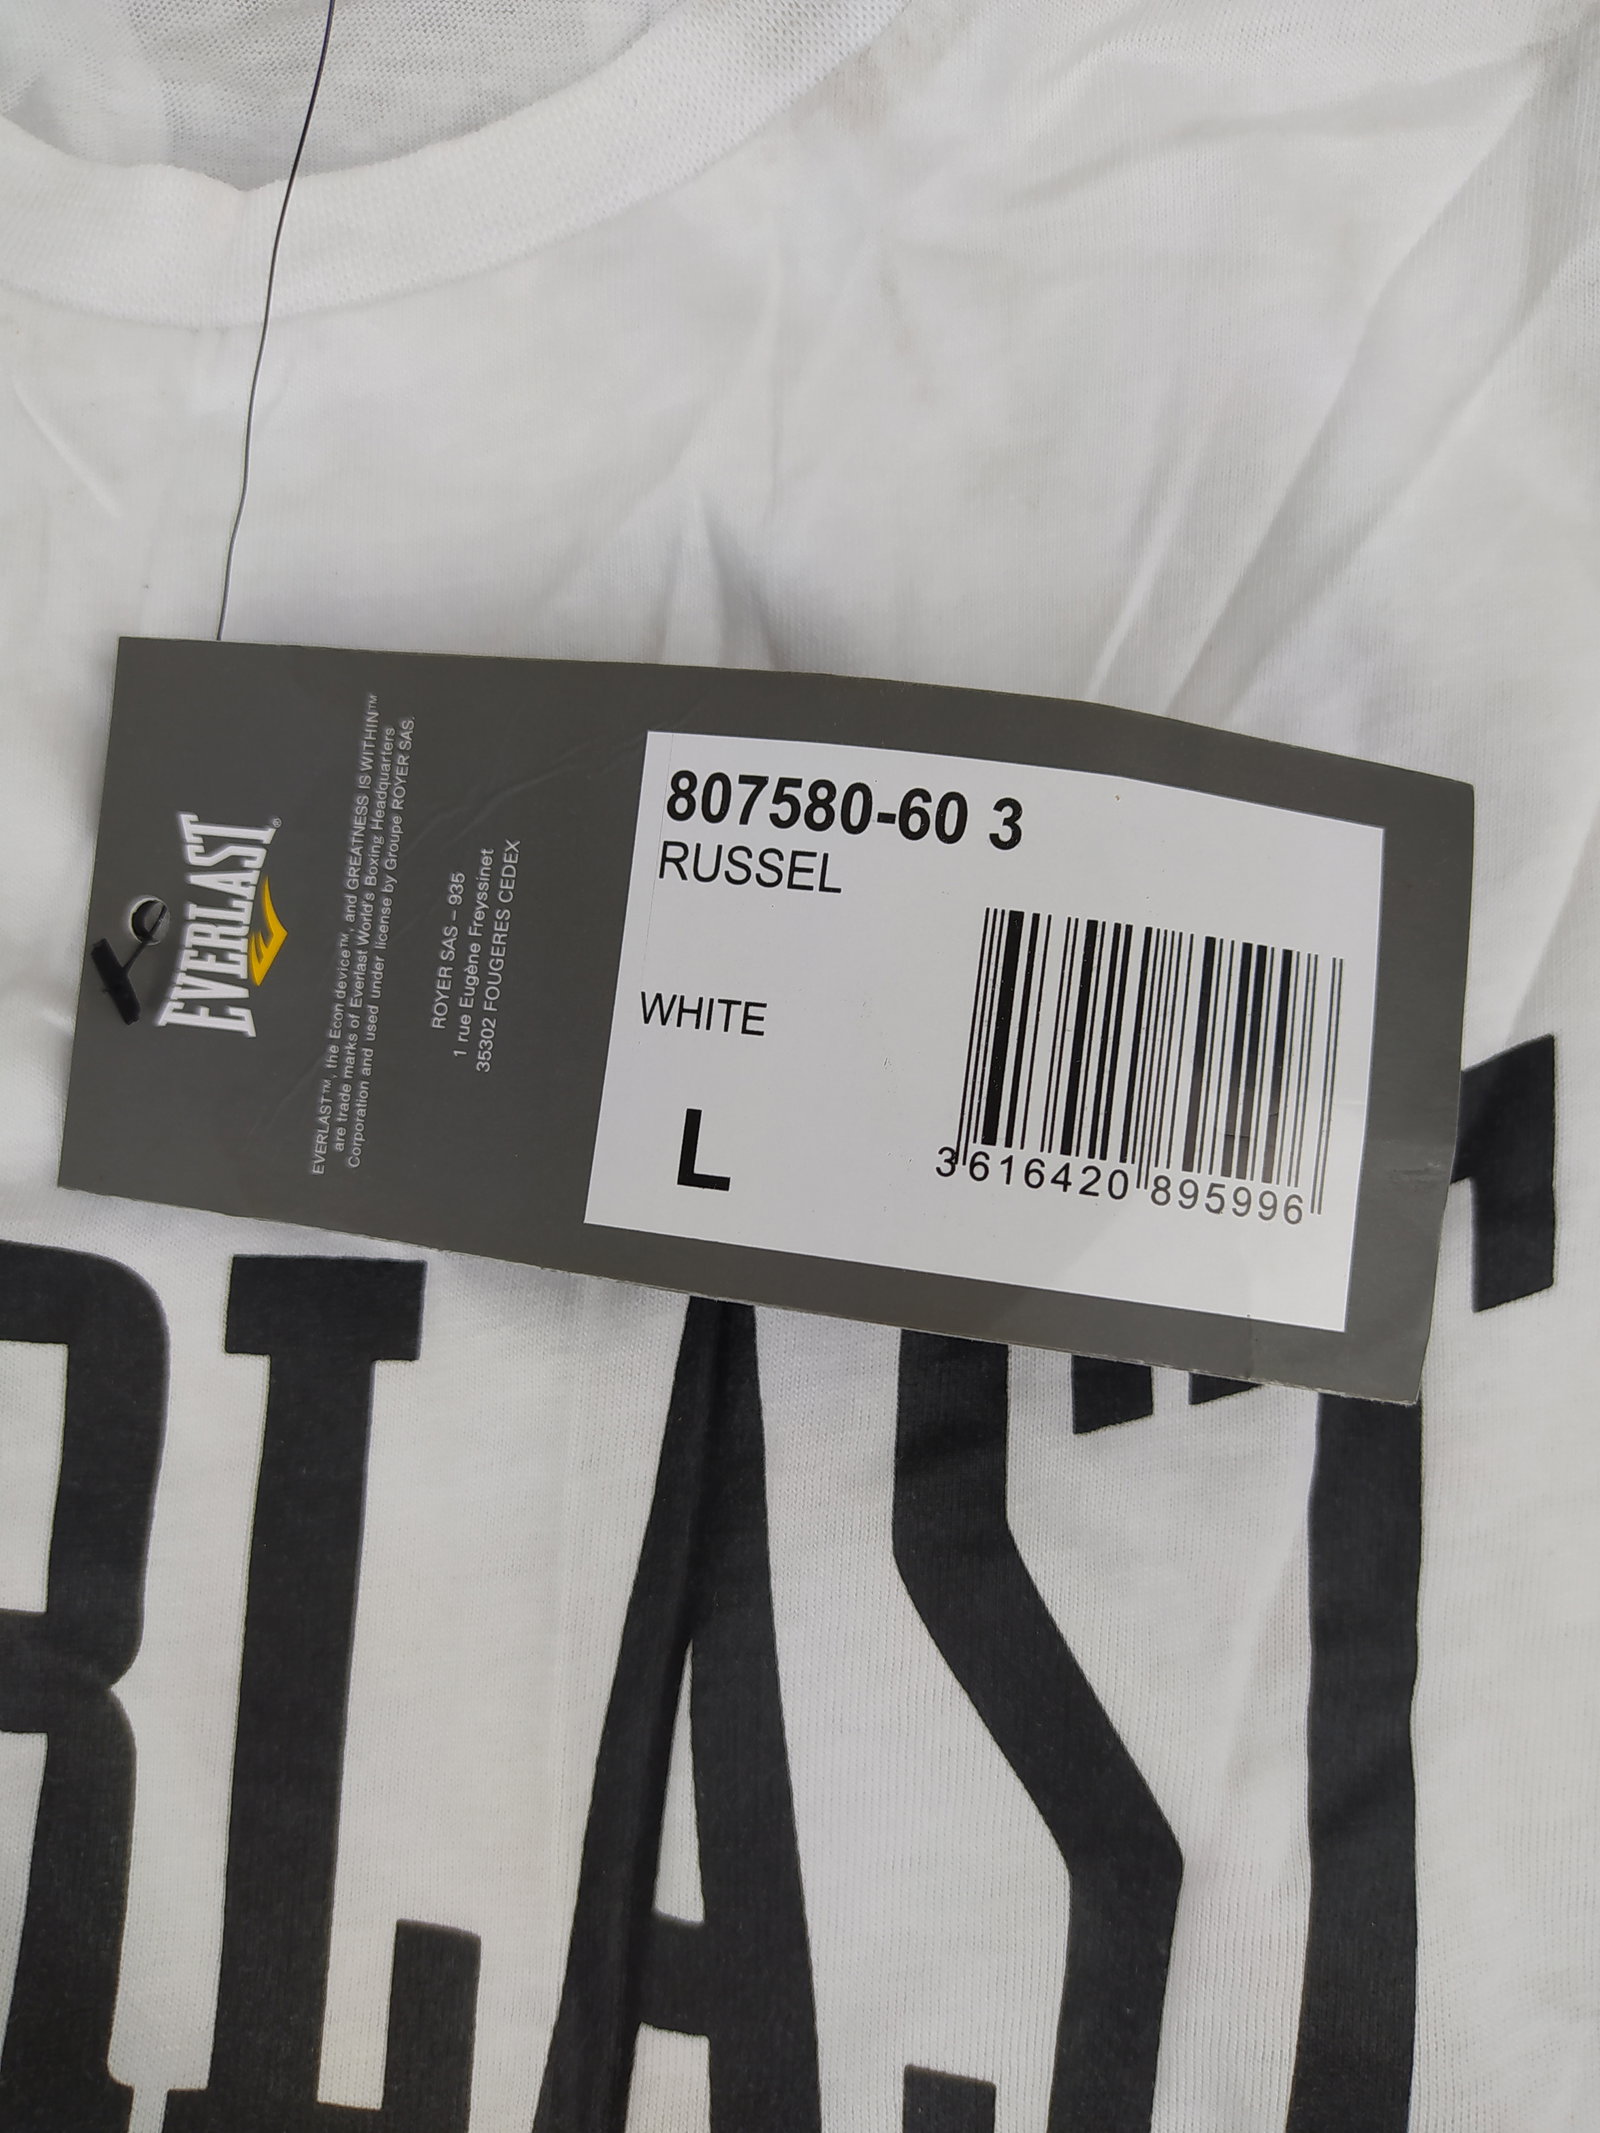 EVERLAST®
EVERLAST™, the Econ device™, and GREATNESS IS WITHIN™
are trade marks of Everlast World's Boxing Headquarters
Corporation and used under license by Groupe ROYER SAS.
ROYER SAS – 935
1 rue Eugène Freyssinet
35302 FOUGERES CEDEX
807580-60 3
RUSSEL
WHITE
L
3 616420 895996
RLAST